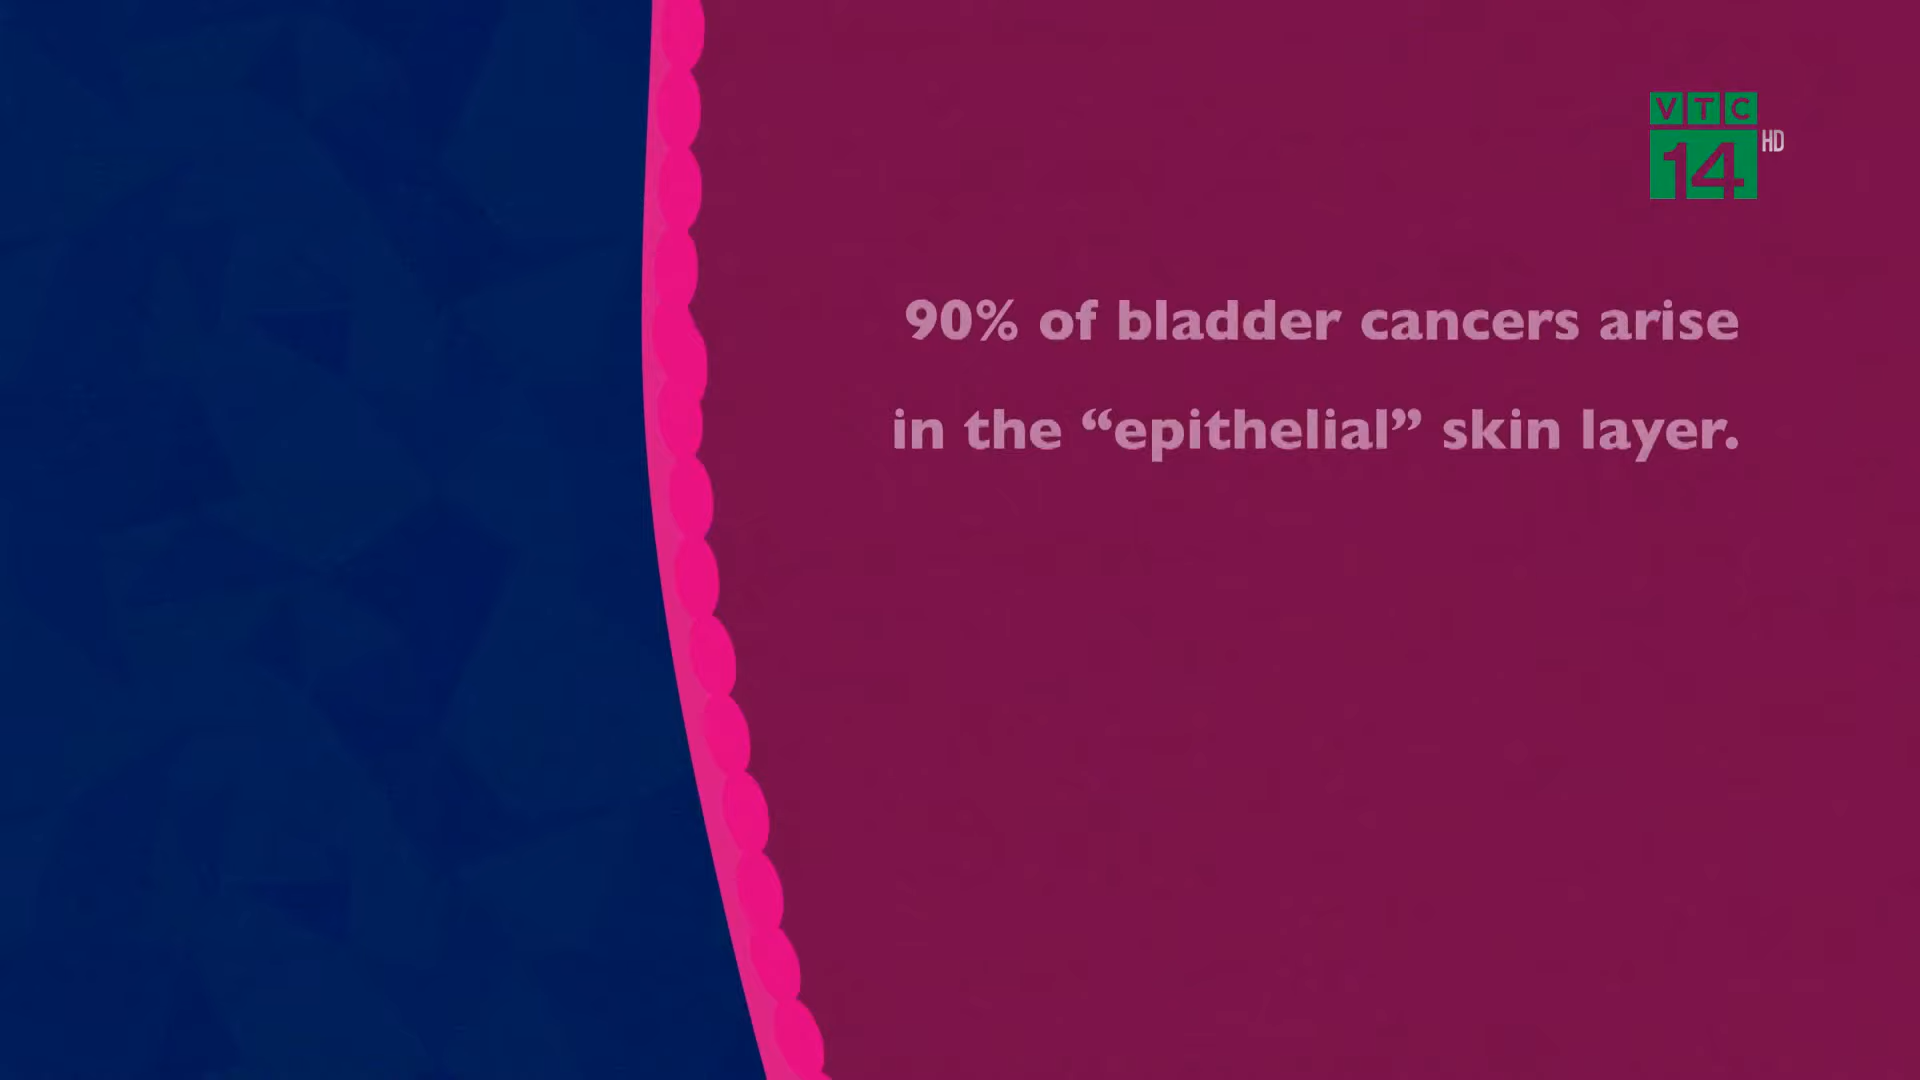 VTC
14 HD
90% of bladder cancers arise
in the “epithelial” skin layer.